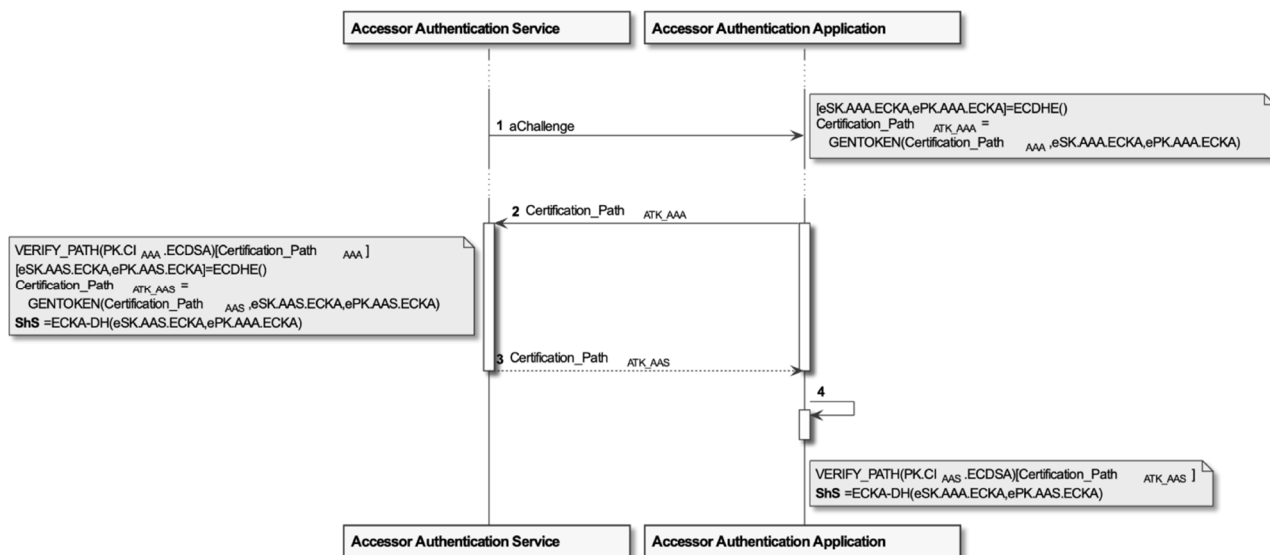 Accessor Authentication Service
Accessor Authentication Application
[eSK.AAA.ECKA,ePK.AAA.ECKA]=ECDHE()
Certification_Path ATK_AAA =
GENTOKEN(Certification_Path AAA ,eSK.AAA.ECKA,ePK.AAA.ECKA)
1 aChallenge
2 Certification_Path ATK_AAA
VERIFY_PATH(PK.CI AAA .ECDSA)[Certification_Path AAA ]
[eSK.AAS.ECKA,ePK.AAS.ECKA]=ECDHE()
Certification_Path ATK_AAS =
GENTOKEN(Certification_Path AAS ,eSK.AAS.ECKA,ePK.AAS.ECKA)
ShS =ECKA-DH(eSK.AAS.ECKA,ePK.AAA.ECKA)
3 Certification_Path ATK_AAS
4
VERIFY_PATH(PK.CI AAS .ECDSA)[Certification_Path ATK_AAS ]
ShS =ECKA-DH(eSK.AAA.ECKA,ePK.AAS.ECKA)
Accessor Authentication Service
Accessor Authentication Application